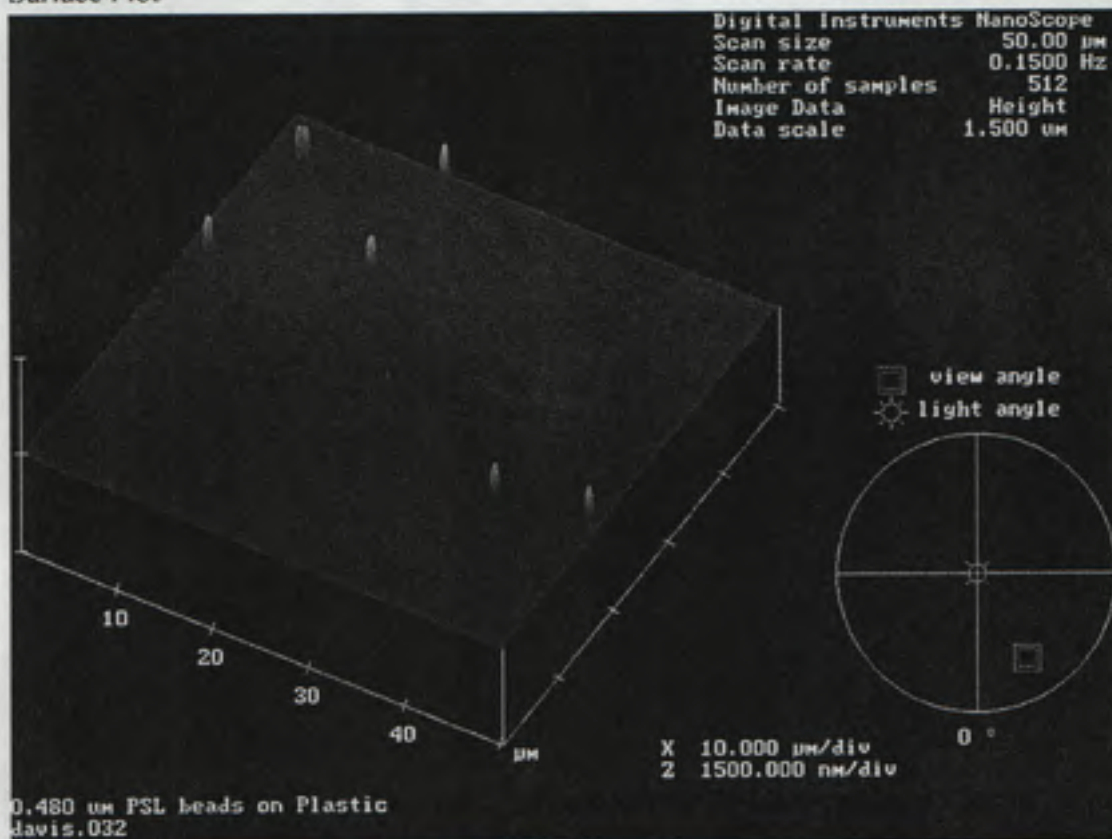 Digital Instruments NanoScope
Scan size 50.00 µm
Scan rate 0.1500 Hz
Number of samples 512
Image Data Height
Data scale 1.500 um
view angle
light angle
10
20
30
40
µm
0 °
X 10.000 µm/div
Z 1500.000 nm/div
0.480 um PSL beads on Plastic
davis.032